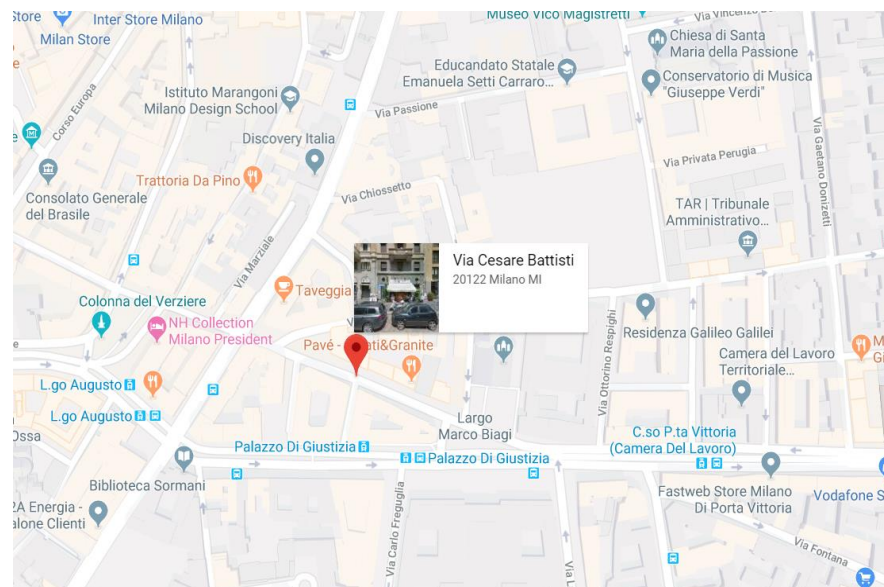 Store
Inter Store Milano
Milan Store
Museo Vico Magistretti
Via Vincenzo
Chiesa di Santa
Maria della Passione
Educandato Statale
Emanuela Setti Carraro...
Conservatorio di Musica
"Giuseppe Verdi"
Istituto Marangoni
Milano Design School
Corso Europa
Via Passione
Via Gaetano Donizetti
Discovery Italia
Via Privata Perugia
Trattoria Da Pino
Via Chiossetto
Consolato Generale
del Brasile
TAR | Tribunale
Amministrativo...
Via Marziale
Via Cesare Battisti
20122 Milano MI
Taveggia
Colonna del Verziere
NH Collection
Milano President
Pavé -
&Granite
Residenza Galileo Galilei
Via Ottorino Respighi
Camera del Lavoro
Territoriale...
L.go Augusto
L.go Augusto
Largo
Marco Biagi
C.so P.ta Vittoria
(Camera Del Lavoro)
Palazzo Di Giustizia
Palazzo Di Giustizia
Biblioteca Sormani
Fastweb Store Milano
Di Porta Vittoria
Vodafone S
2A Energia -
alone Clienti
Via Carlo Freguglia
Via L
Via Fontana